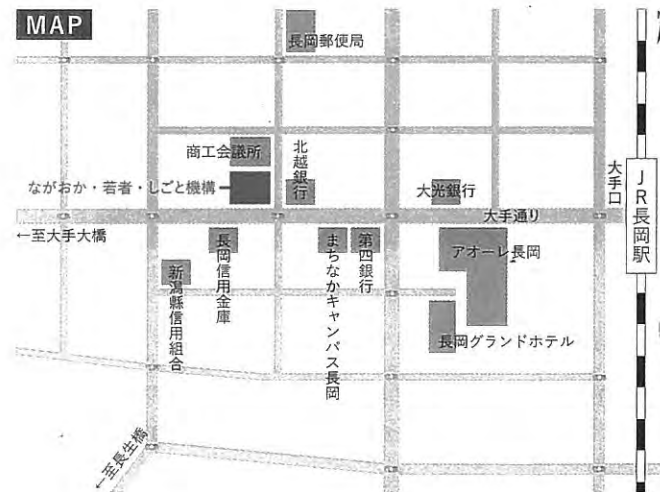 MAP
長岡郵便局
商工会議所
北越銀行
ながおか・若者・しごと機構
大光銀行
大手口
JR長岡駅
大手通り
←至大手大橋
長岡信用金庫
まちなかキャンパス長岡
第四銀行
アオーレ長岡
新潟縣信用組合
長岡グランドホテル
←至長生橋